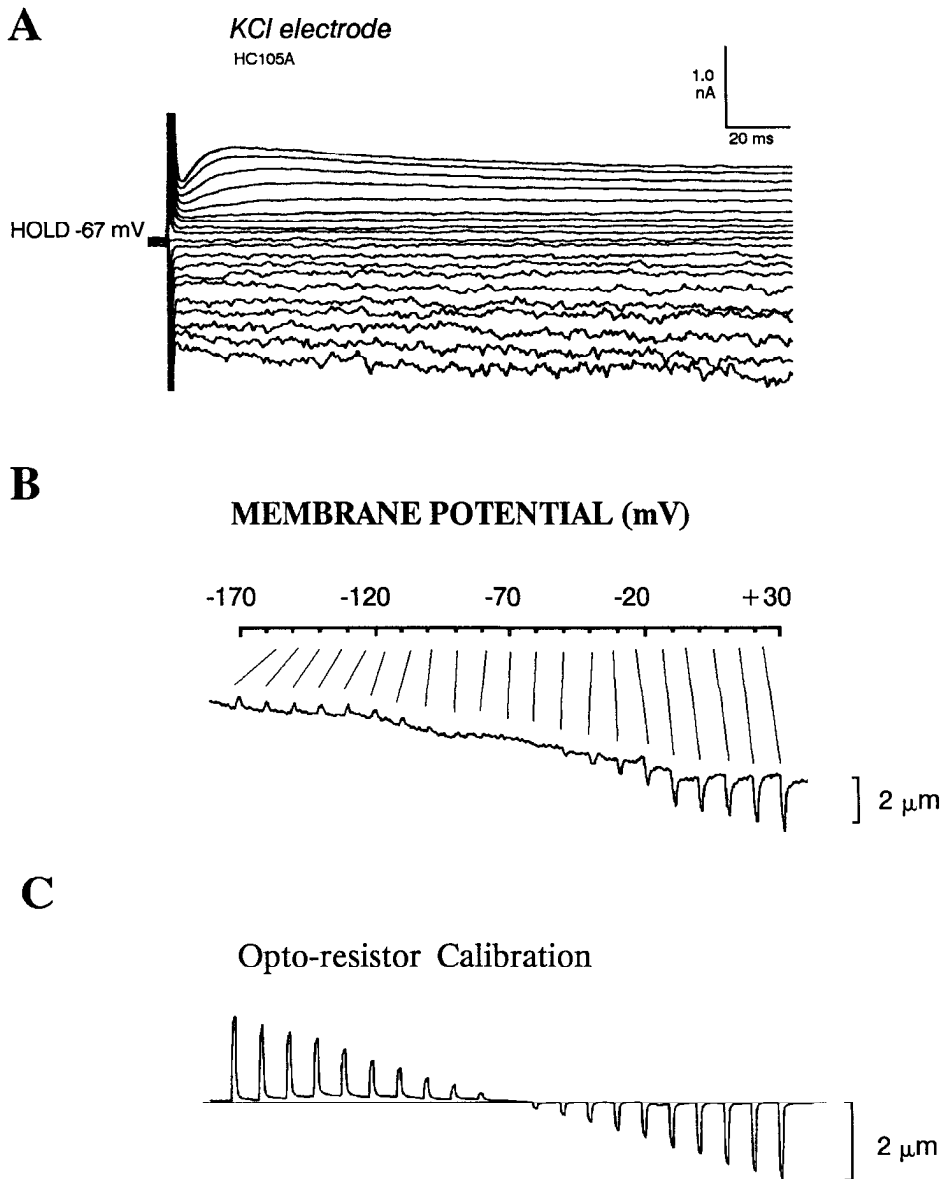 A
KCl electrode
HC105A
1.0
nA
20 ms
HOLD -67 mV
B
MEMBRANE POTENTIAL (mV)
-170 -120 -70 -20 +30
2 μm
C
Opto-resistor Calibration
2 μm